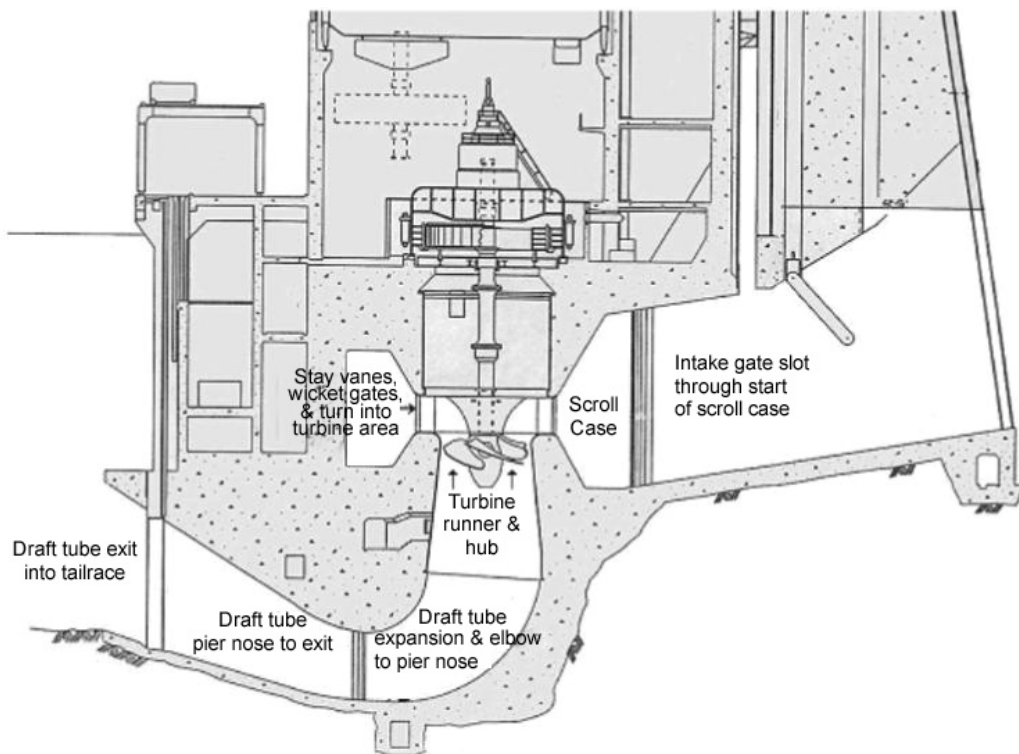 Intake gate slot
through start
of scroll case
Stay vanes,
wicket gates,
& turn into
turbine area
Scroll
Case
Turbine
runner &
hub
Draft tube exit
into tailrace
Draft tube
pier nose to exit
Draft tube
expansion & elbow
to pier nose